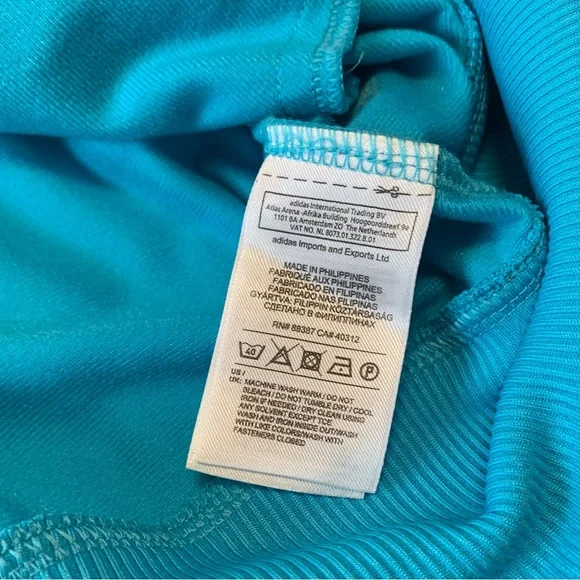 adidas International Trading BV
Atlas Arena -Afrika Building Hoogoorddreef 9a
1101 BA Amsterdam ZO The Netherlands
VAT NO. NL 8073.01.322.B.01
adidas Imports and Exports Ltd
MADE IN PHILIPPINES
FABRIQUÉ AUX PHILIPPINES
FABRICADO EN FILIPINAS
FABRICADO NAS FILIPINAS
GYÁRTVA: FILIPPIN KÖZTÁRSASÁG
СДЕЛАНО В ФИЛИППИНАХ
RN# 88387 CA# 40312
40 P
US /
UK: MACHINE WASH WARM / DO NOT
BLEACH / DO NOT TUMBLE DRY / COOL
IRON IF NEEDED / DRY CLEAN USING
ANY SOLVENT EXCEPT TCE
WASH AND IRON INSIDE OUT/WASH
WITH LIKE COLORS/WASH WITH
FASTENERS CLOSED